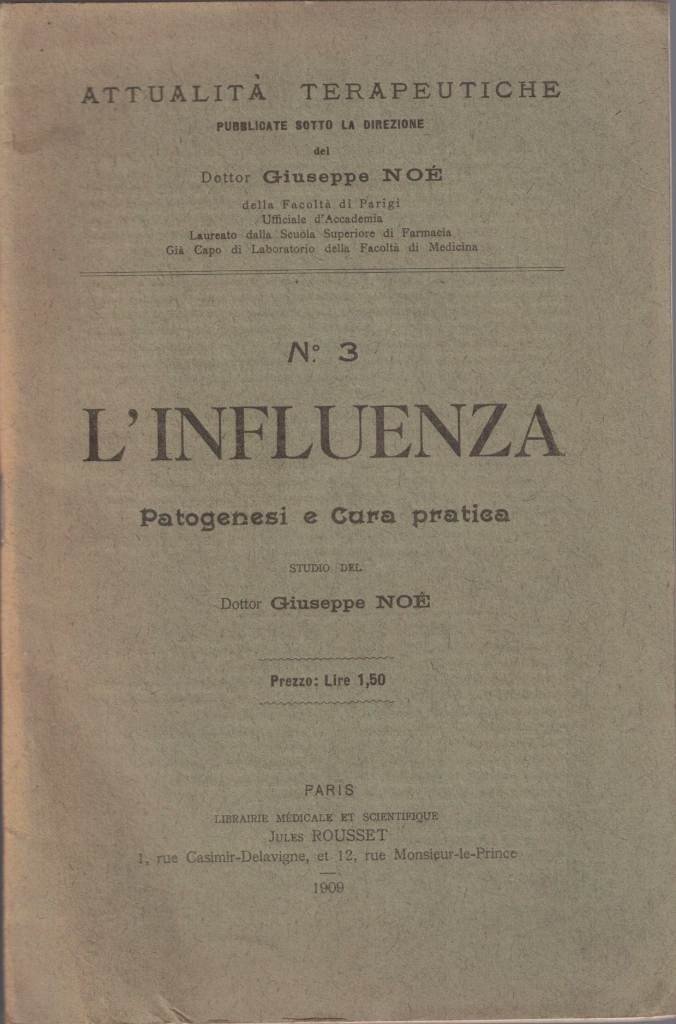 ATTUALITÀ TERAPEUTICHE
PUBBLICATE SOTTO LA DIREZIONE
del
Dottor Giuseppe NOÉ
della Facoltà di Parigi
Ufficiale d'Accademia
Laureato dalla Scuola Superiore di Farmacia
Già Capo di Laboratorio della Facoltà di Medicina
N.° 3
L'INFLUENZA
Patogenesi e Cura pratica
STUDIO DEL
Dottor Giuseppe NOÉ
Prezzo: Lire 1,50
PARIS
LIBRAIRIE MÉDICALE ET SCIENTIFIQUE
JULES ROUSSET
1, rue Casimir-Delavigne, et 12, rue Monsieur-le-Prince
1909